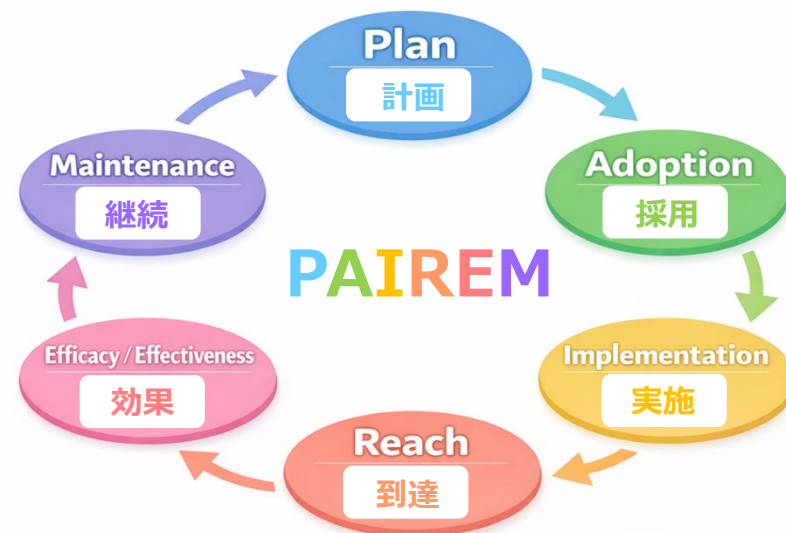 Plan
計画
Adoption
採用
Implementation
実施
Reach
到達
Efficacy / Effectiveness
効果
Maintenance
継続
PAIREM